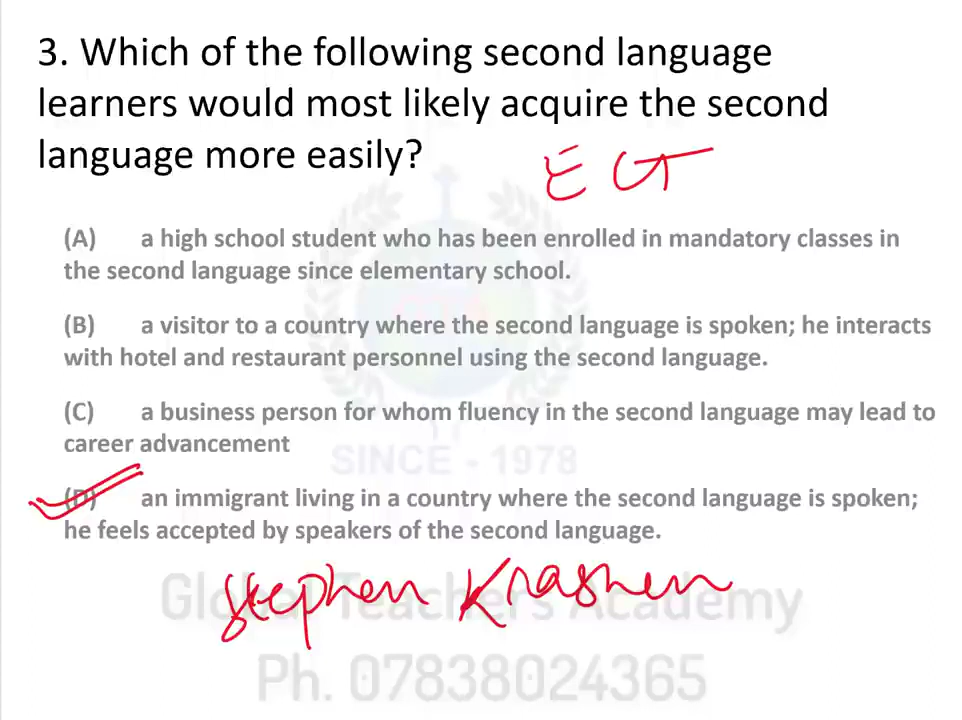 3. Which of the following second language
learners would most likely acquire the second
language more easily?
(A) a high school student who has been enrolled in mandatory classes in
the second language since elementary school.
(B) a visitor to a country where the second language is spoken; he interacts
with hotel and restaurant personnel using the second language.
(C) a business person for whom fluency in the second language may lead to
career advancement
SINCE - 1978
(D) an immigrant living in a country where the second language is spoken;
he feels accepted by speakers of the second language.
Stephen Krashen
Global Teachers Academy
Ph. 07838024365